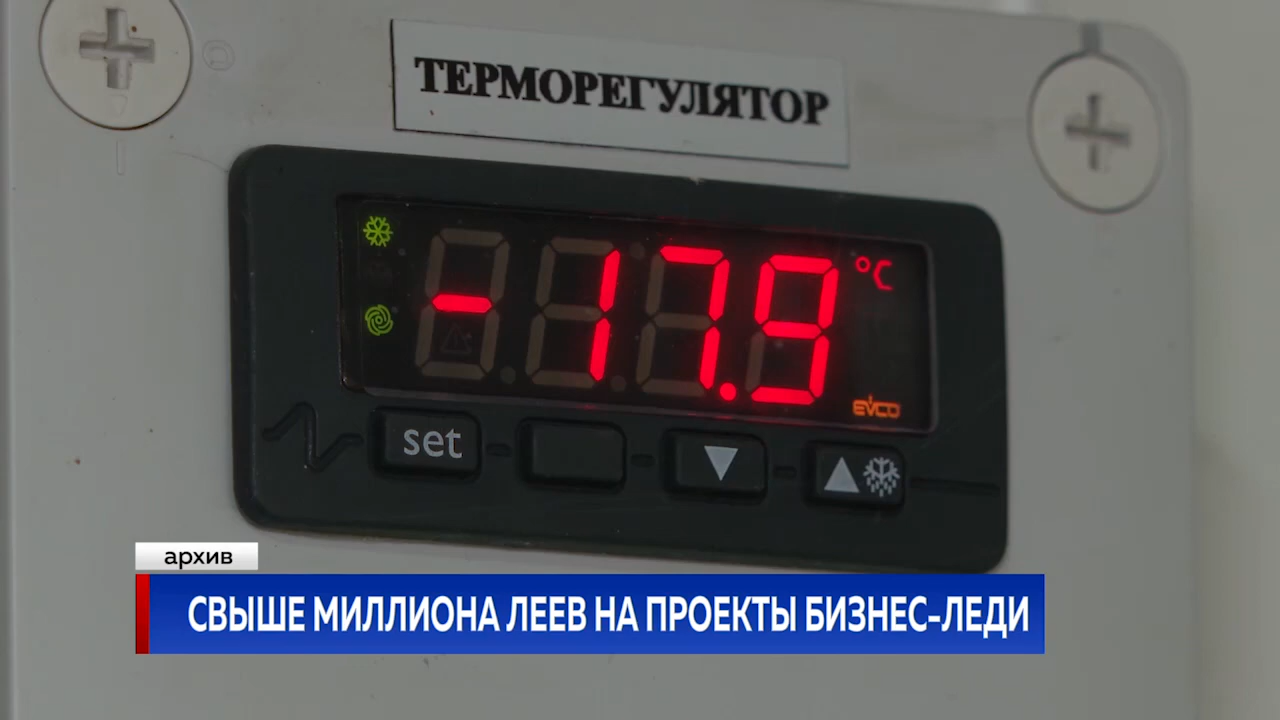 ТЕРМОРЕГУЛЯТОР
-17.9 °C
EVCO
set
архив
СВЫШЕ МИЛЛИОНА ЛЕЕВ НА ПРОЕКТЫ БИЗНЕС-ЛЕДИ